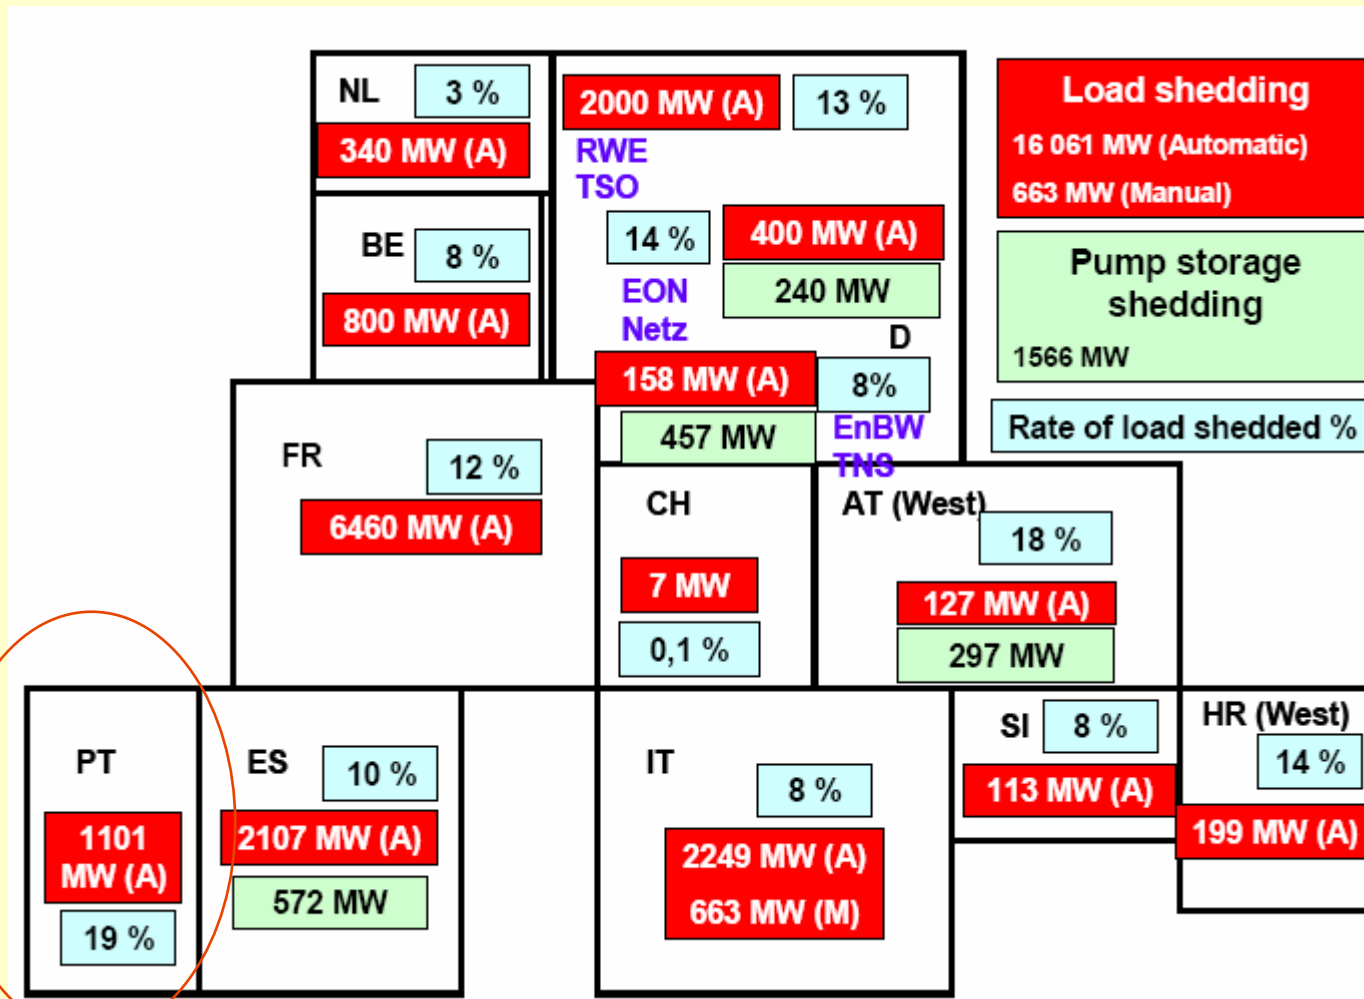 NL
3 %
340 MW (A)
2000 MW (A)
13 %
RWE
TSO
14 %
400 MW (A)
240 MW
EON
Netz
D
158 MW (A)
8%
457 MW
EnBW
TNS
BE
8 %
800 MW (A)
Load shedding
16 061 MW (Automatic)
663 MW (Manual)
Pump storage
shedding
1566 MW
Rate of load shedded %
FR
12 %
6460 MW (A)
CH
7 MW
0,1 %
AT (West)
18 %
127 MW (A)
297 MW
PT
1101
MW (A)
19 %
ES
10 %
2107 MW (A)
572 MW
IT
8 %
2249 MW (A)
663 MW (M)
SI
8 %
113 MW (A)
HR (West)
14 %
199 MW (A)